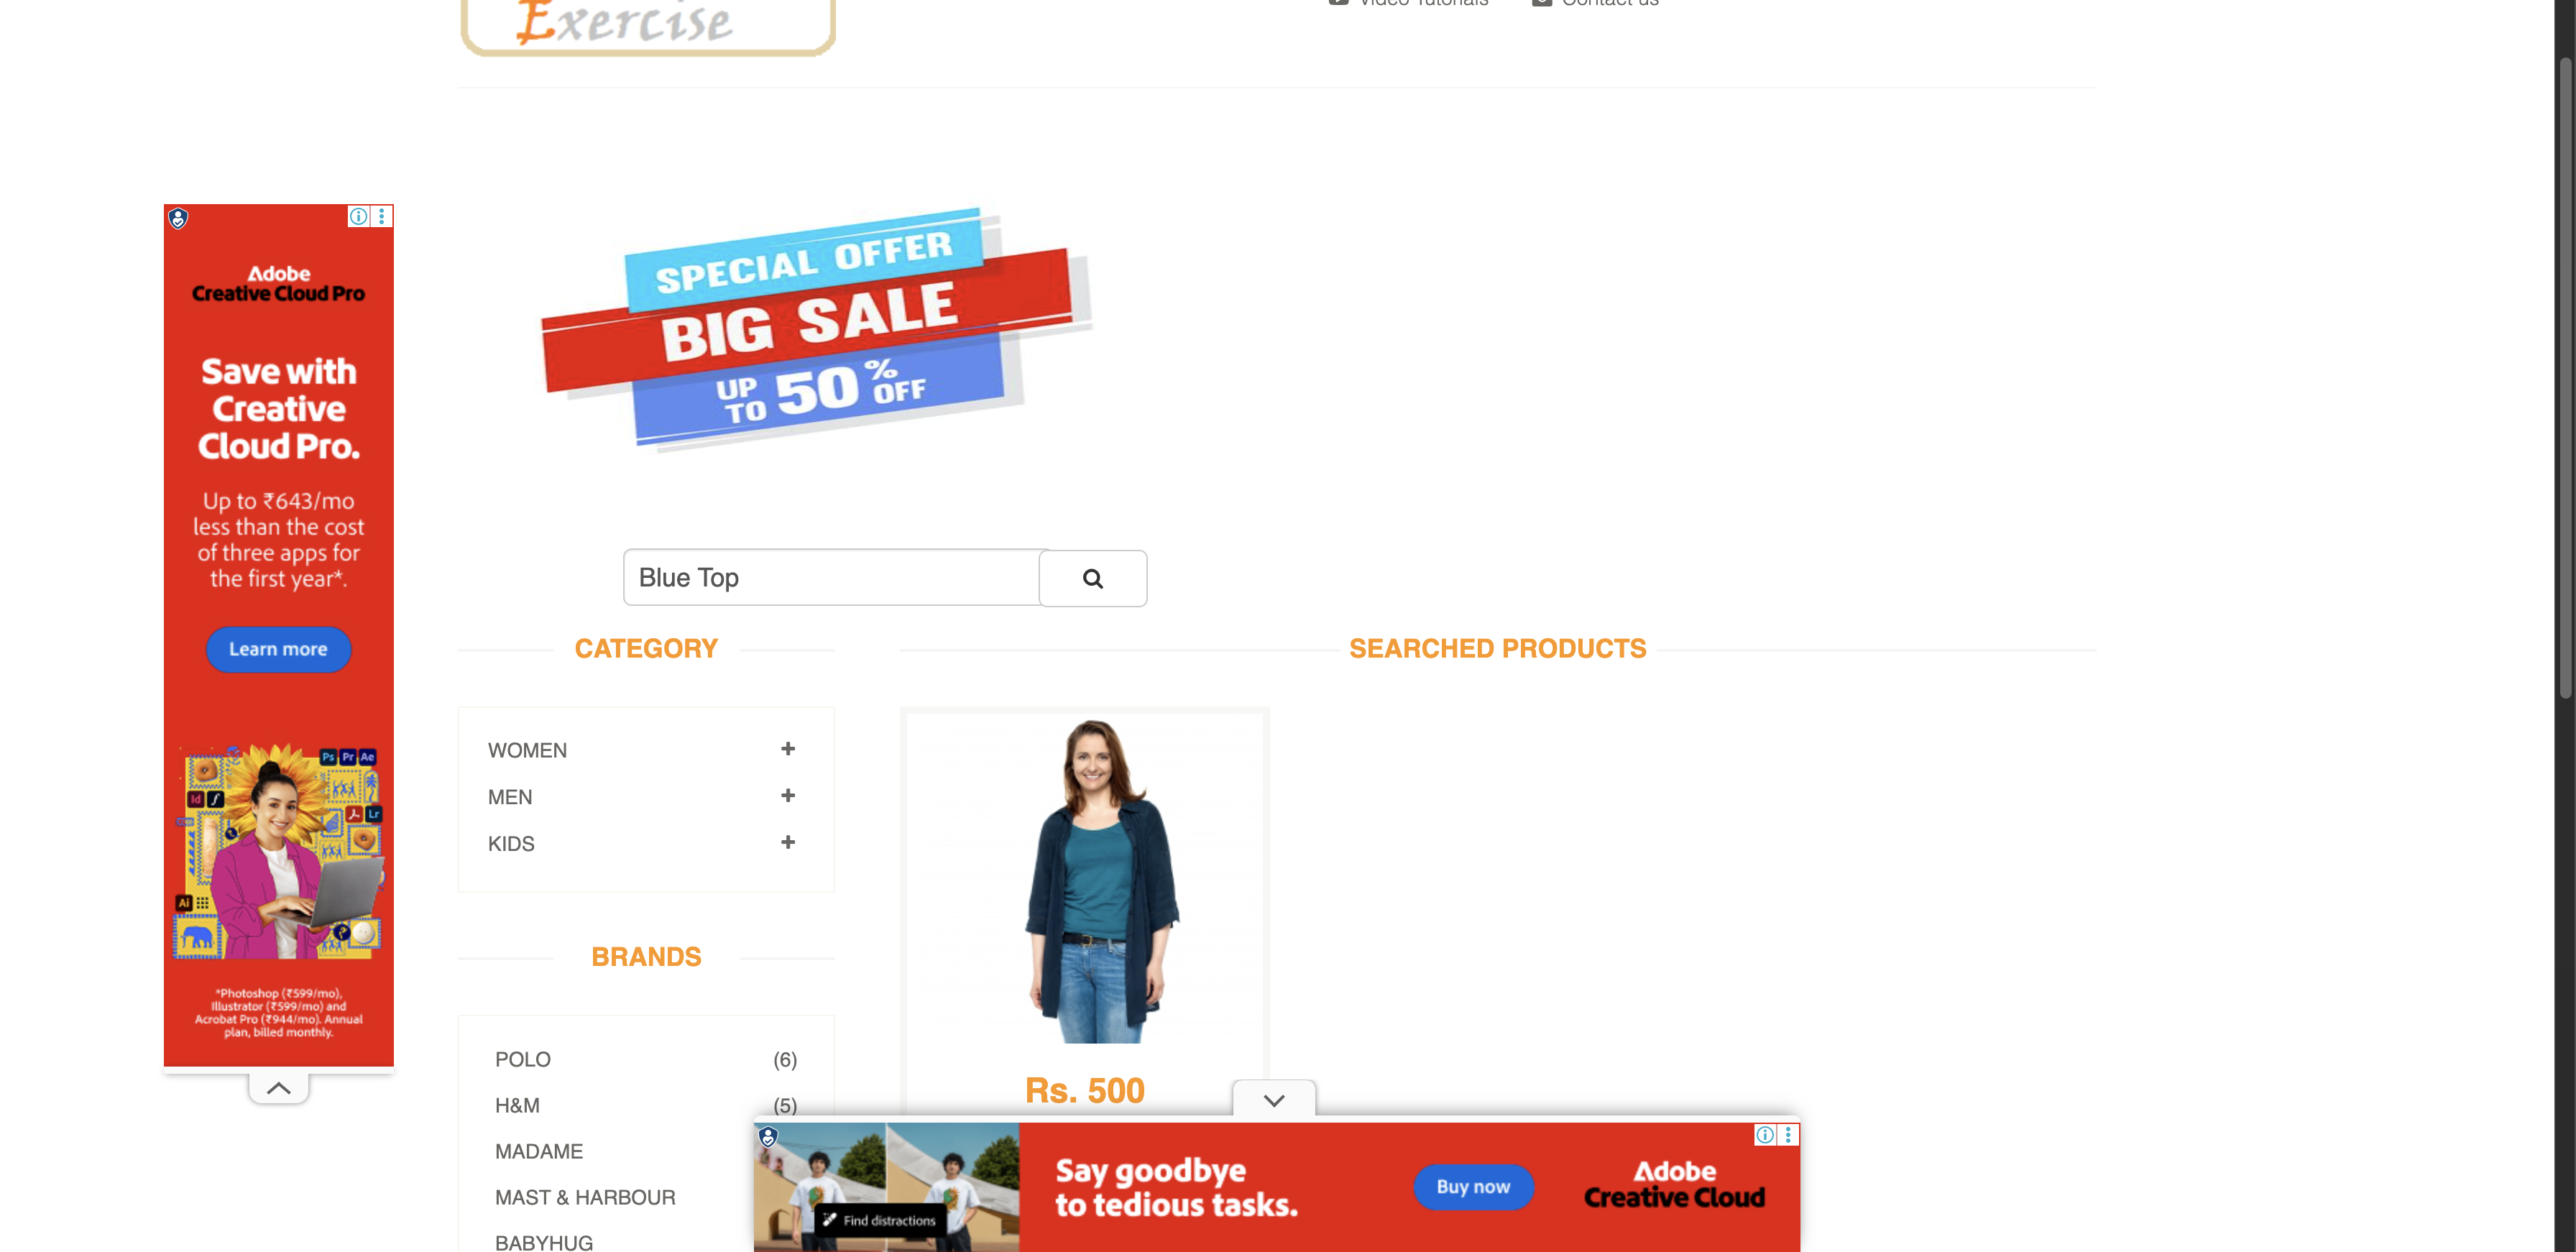 Exercise
Video Tutorials
Contact us
Adobe
Creative Cloud Pro
Save with
Creative
Cloud Pro.
Up to ₹643/mo
less than the cost
of three apps for
the first year*.
Learn more
Ps Pr Ae
Id
Lr
Ai
*Photoshop (₹599/mo),
Illustrator (₹599/mo) and
Acrobat Pro (₹944/mo). Annual
plan, billed monthly.
SPECIAL OFFER
BIG SALE
UP TO 50% OFF
Blue Top
CATEGORY
WOMEN
MEN
KIDS
BRANDS
POLO (6)
H&M (5)
MADAME
MAST & HARBOUR
BABYHUG
SEARCHED PRODUCTS
Rs. 500
Find distractions
Say goodbye
to tedious tasks.
Buy now
Adobe
Creative Cloud